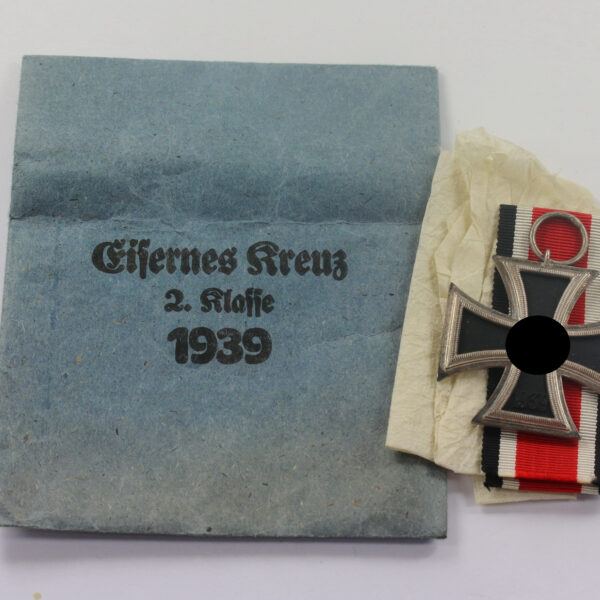 Eisernes Kreuz
2. Klasse
1939